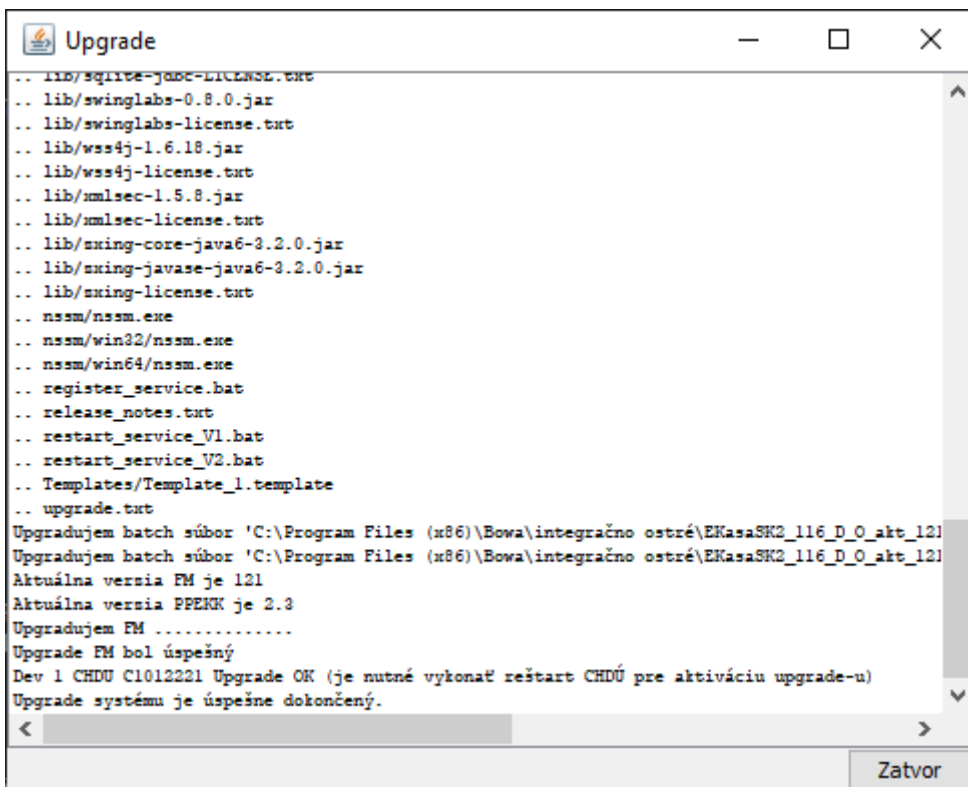 Upgrade
.. lib/sqlite-jdbc-LICENSE.txt
.. lib/swinglabs-0.8.0.jar
.. lib/swinglabs-license.txt
.. lib/wss4j-1.6.18.jar
.. lib/wss4j-license.txt
.. lib/xmlsec-1.5.8.jar
.. lib/xmlsec-license.txt
.. lib/zxing-core-java6-3.2.0.jar
.. lib/zxing-javase-java6-3.2.0.jar
.. lib/zxing-license.txt
.. nssm/nssm.exe
.. nssm/win32/nssm.exe
.. nssm/win64/nssm.exe
.. register_service.bat
.. release_notes.txt
.. restart_service_V1.bat
.. restart_service_V2.bat
.. Templates/Template_1.template
.. upgrade.txt
Upgradujem batch súbor 'C:\Program Files (x86)\Bowa\integračno ostré\EKasaSK2_116_D_O_akt_121
Upgradujem batch súbor 'C:\Program Files (x86)\Bowa\integračno ostré\EKasaSK2_116_D_O_akt_121
Aktuálna versia FM je 121
Aktuálna versia PPEKK je 2.3
Upgradujem FM ..............
Upgrade FM bol úspešný
Dev 1 CHDU C1012221 Upgrade OK (je nutné vykonať reštart CHDÚ pre aktiváciu upgrade-u)
Upgrade systému je úspešne dokončený.
Zatvor